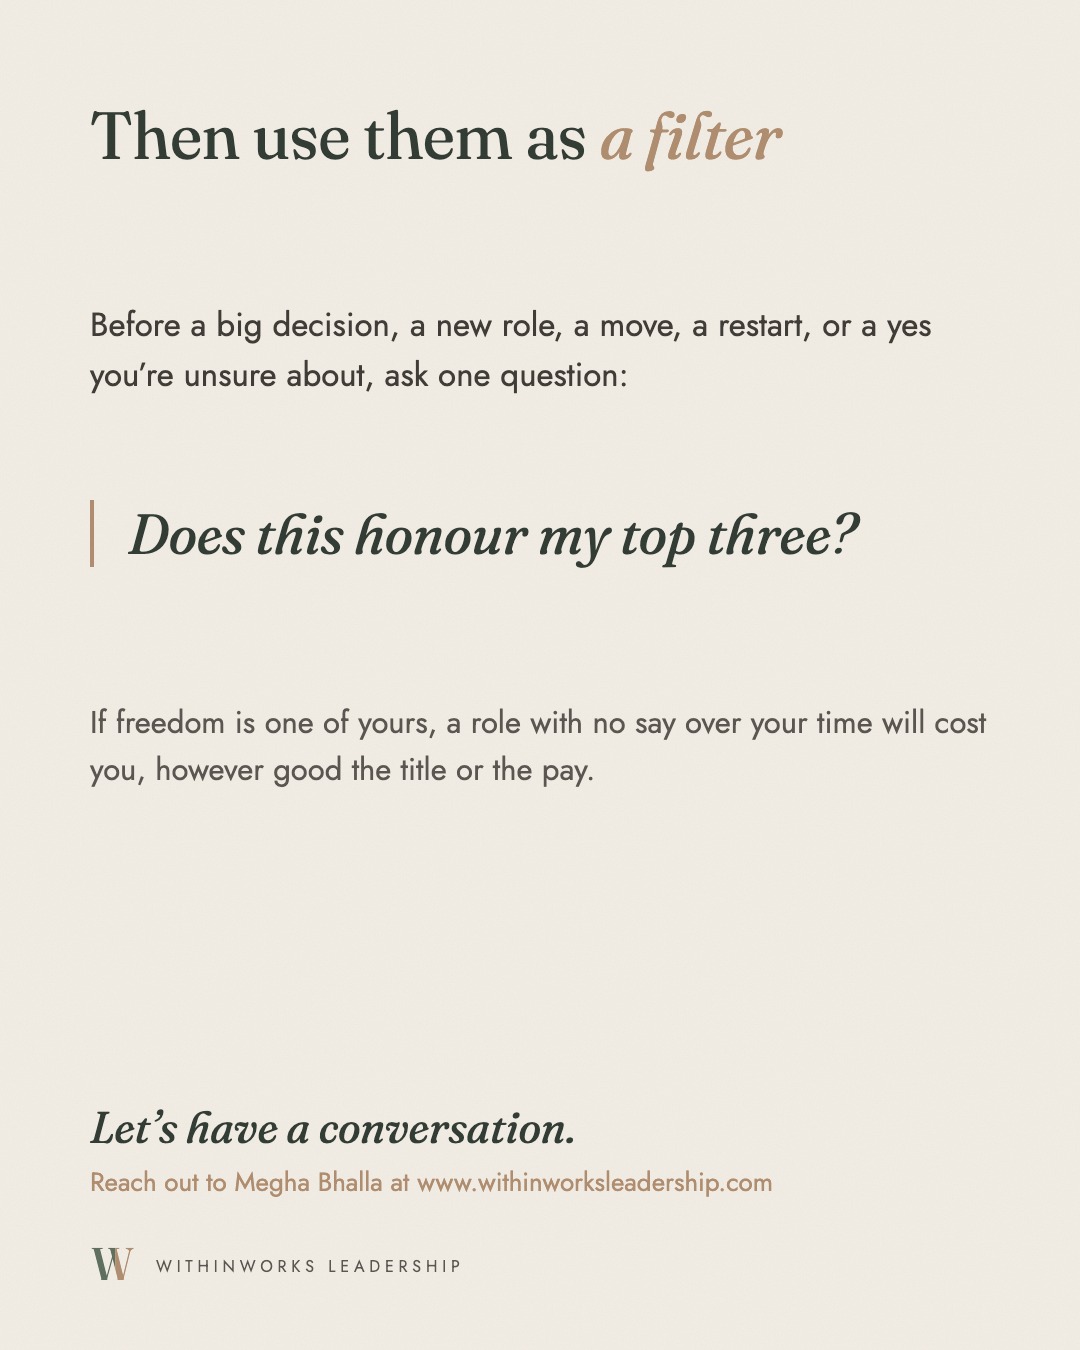 Then use them as a filter
Before a big decision, a new role, a move, a restart, or a yes
you’re unsure about, ask one question:
Does this honour my top three?
If freedom is one of yours, a role with no say over your time will cost
you, however good the title or the pay.
Let’s have a conversation.
Reach out to Megha Bhalla at www.withinworksleadership.com
W WITHINWORKS LEADERSHIP